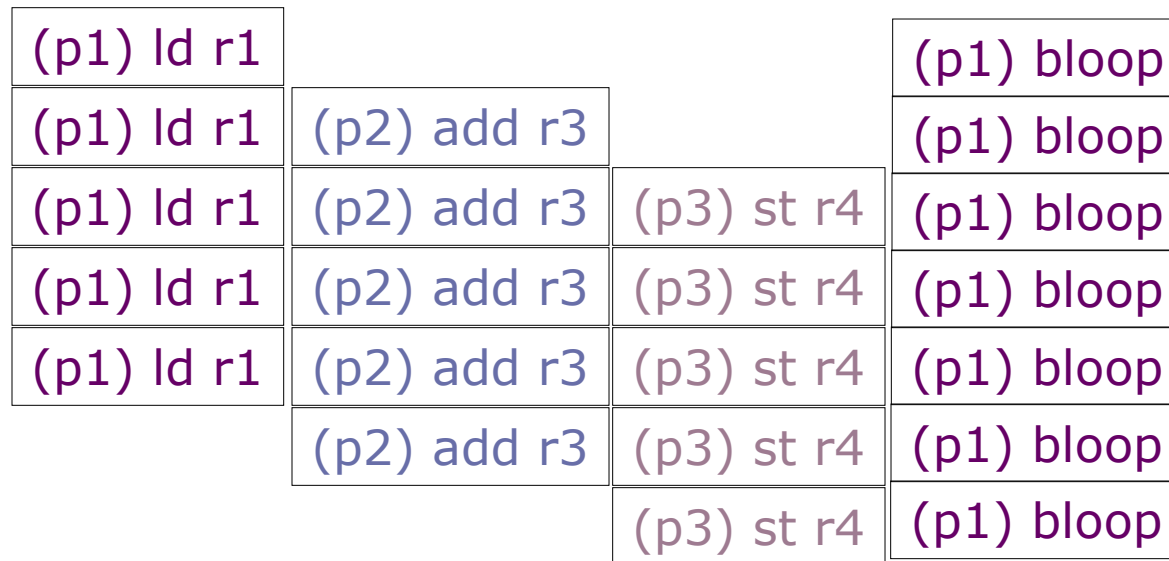 (p1) ld r1 (p1) bloop
(p1) ld r1 (p2) add r3 (p1) bloop
(p1) ld r1 (p2) add r3 (p3) st r4 (p1) bloop
(p1) ld r1 (p2) add r3 (p3) st r4 (p1) bloop
(p1) ld r1 (p2) add r3 (p3) st r4 (p1) bloop
(p2) add r3 (p3) st r4 (p1) bloop
(p3) st r4 (p1) bloop